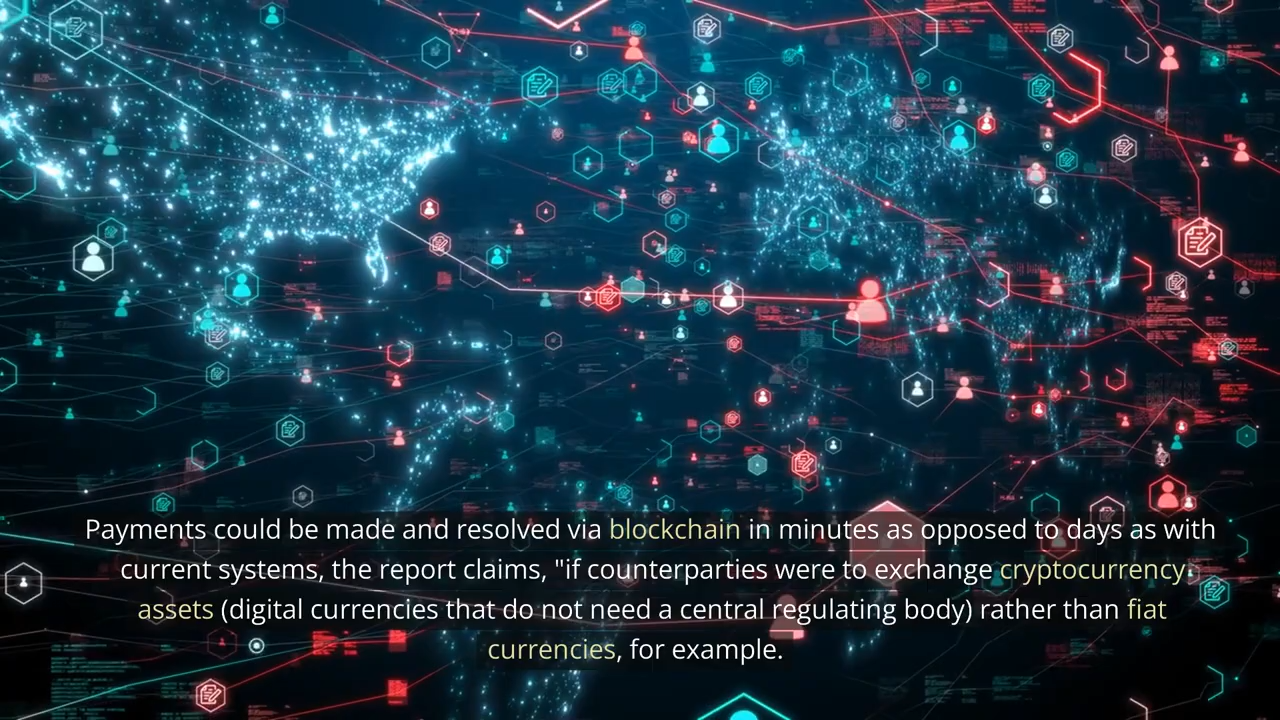 Payments could be made and resolved via blockchain in minutes as opposed to days as with
current systems, the report claims, "if counterparties were to exchange cryptocurrency
assets (digital currencies that do not need a central regulating body) rather than fiat
currencies, for example.